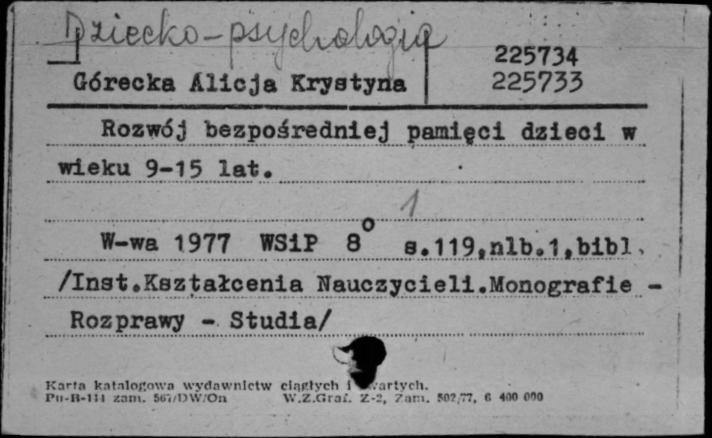 Dziecko-psychologia
225734
Górecka Alicja Krystyna
225733
Rozwój bezpośredniej pamięci dzieci w
wieku 9-15 lat.
1
W-wa 1977 WSiP 8° s.119,nlb.1,bibl.
/Inst.Kształcenia Nauczycieli.Monografie -
Rozprawy - Studia/
Karta katalogowa wydawnictw ciągłych i
Pu-B-111 zam. 567/DW/On W.Z.Graf. Z-2, Zam. 502/77, 6 400 000